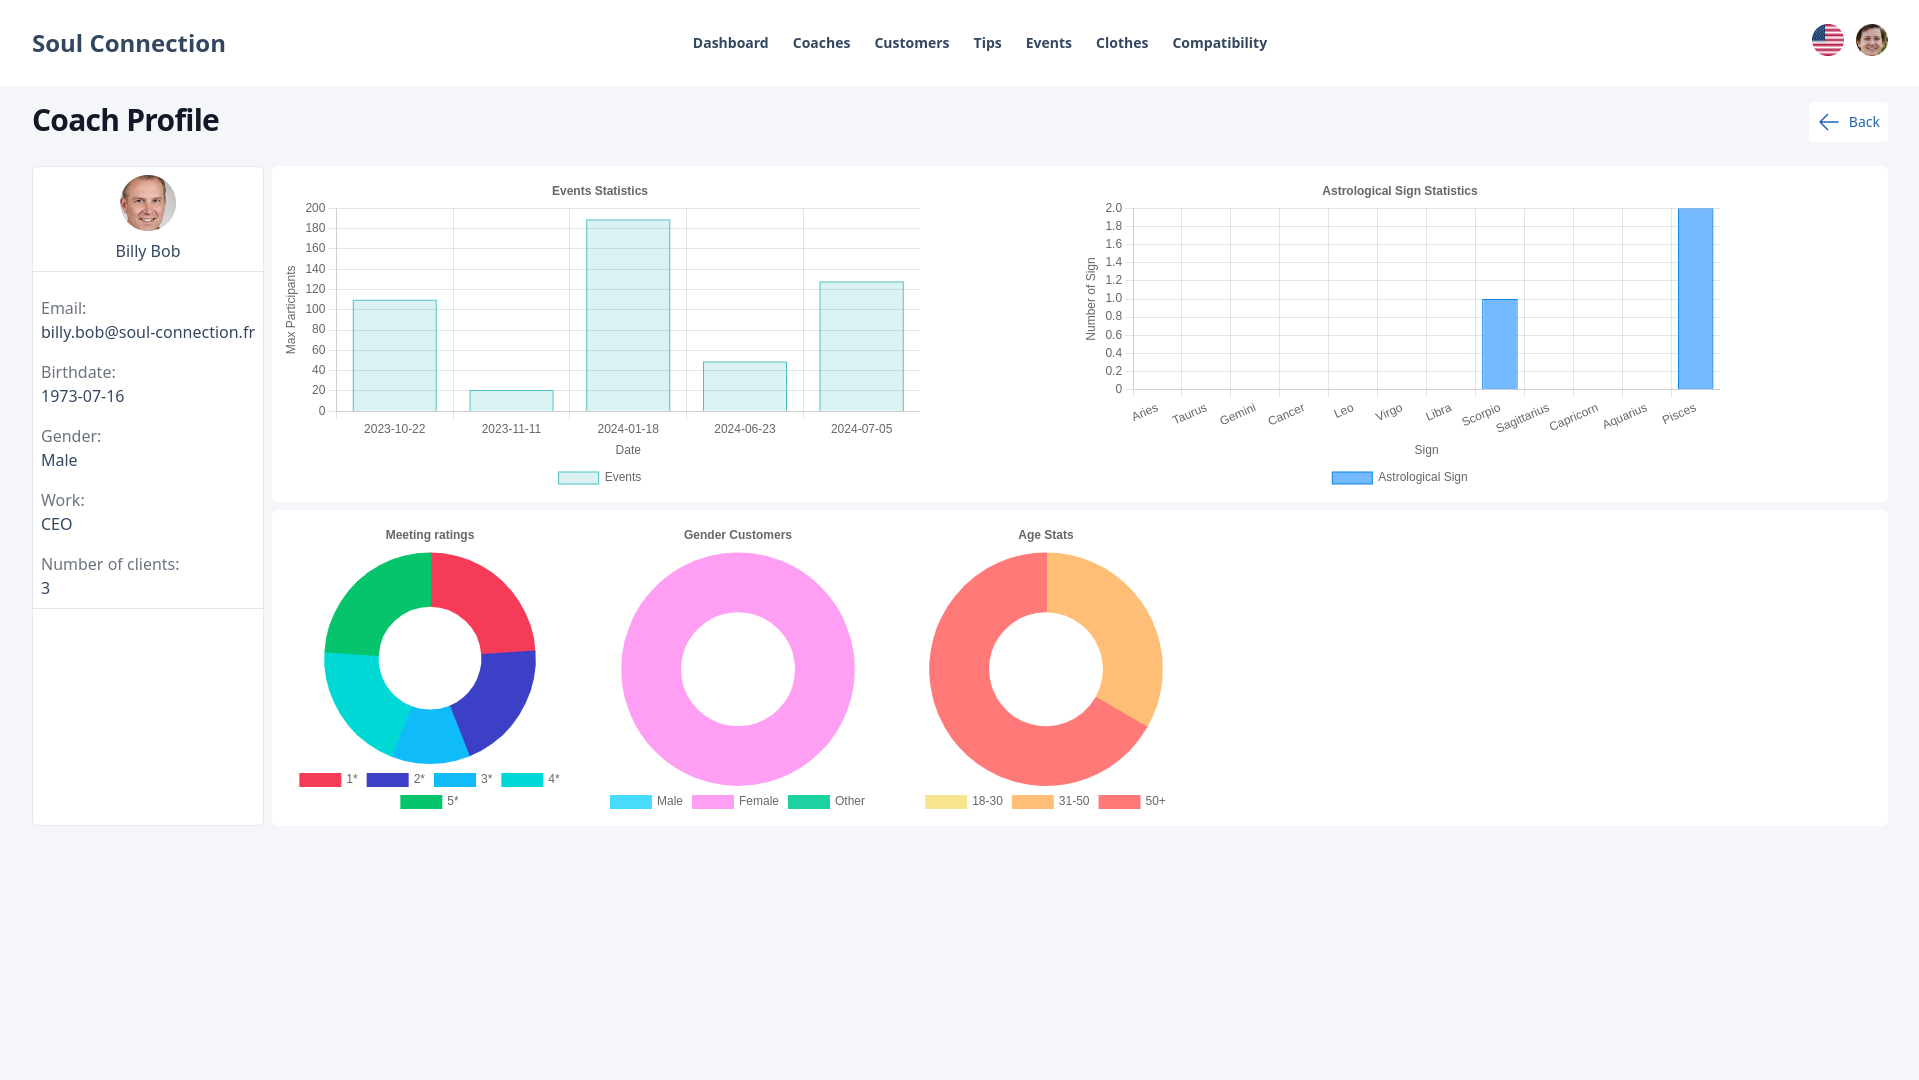 Soul Connection
Dashboard Coaches Customers Tips Events Clothes Compatibility
Coach Profile
Back
Billy Bob
Email:
billy.bob@soul-connection.fr
Birthdate:
1973-07-16
Gender:
Male
Work:
CEO
Number of clients:
3
Events Statistics
Max Participants
200
180
160
140
120
100
80
60
40
20
0
2023-10-22 2023-11-11 2024-01-18 2024-06-23 2024-07-05
Date
Events
Astrological Sign Statistics
Number of Sign
2.0
1.8
1.6
1.4
1.2
1.0
0.8
0.6
0.4
0.2
0
Aries Taurus Gemini Cancer Leo Virgo Libra Scorpio Sagittarius Capricorn Aquarius Pisces
Sign
Astrological Sign
Meeting ratings
1* 2* 3* 4*
5*
Gender Customers
Male Female Other
Age Stats
18-30 31-50 50+